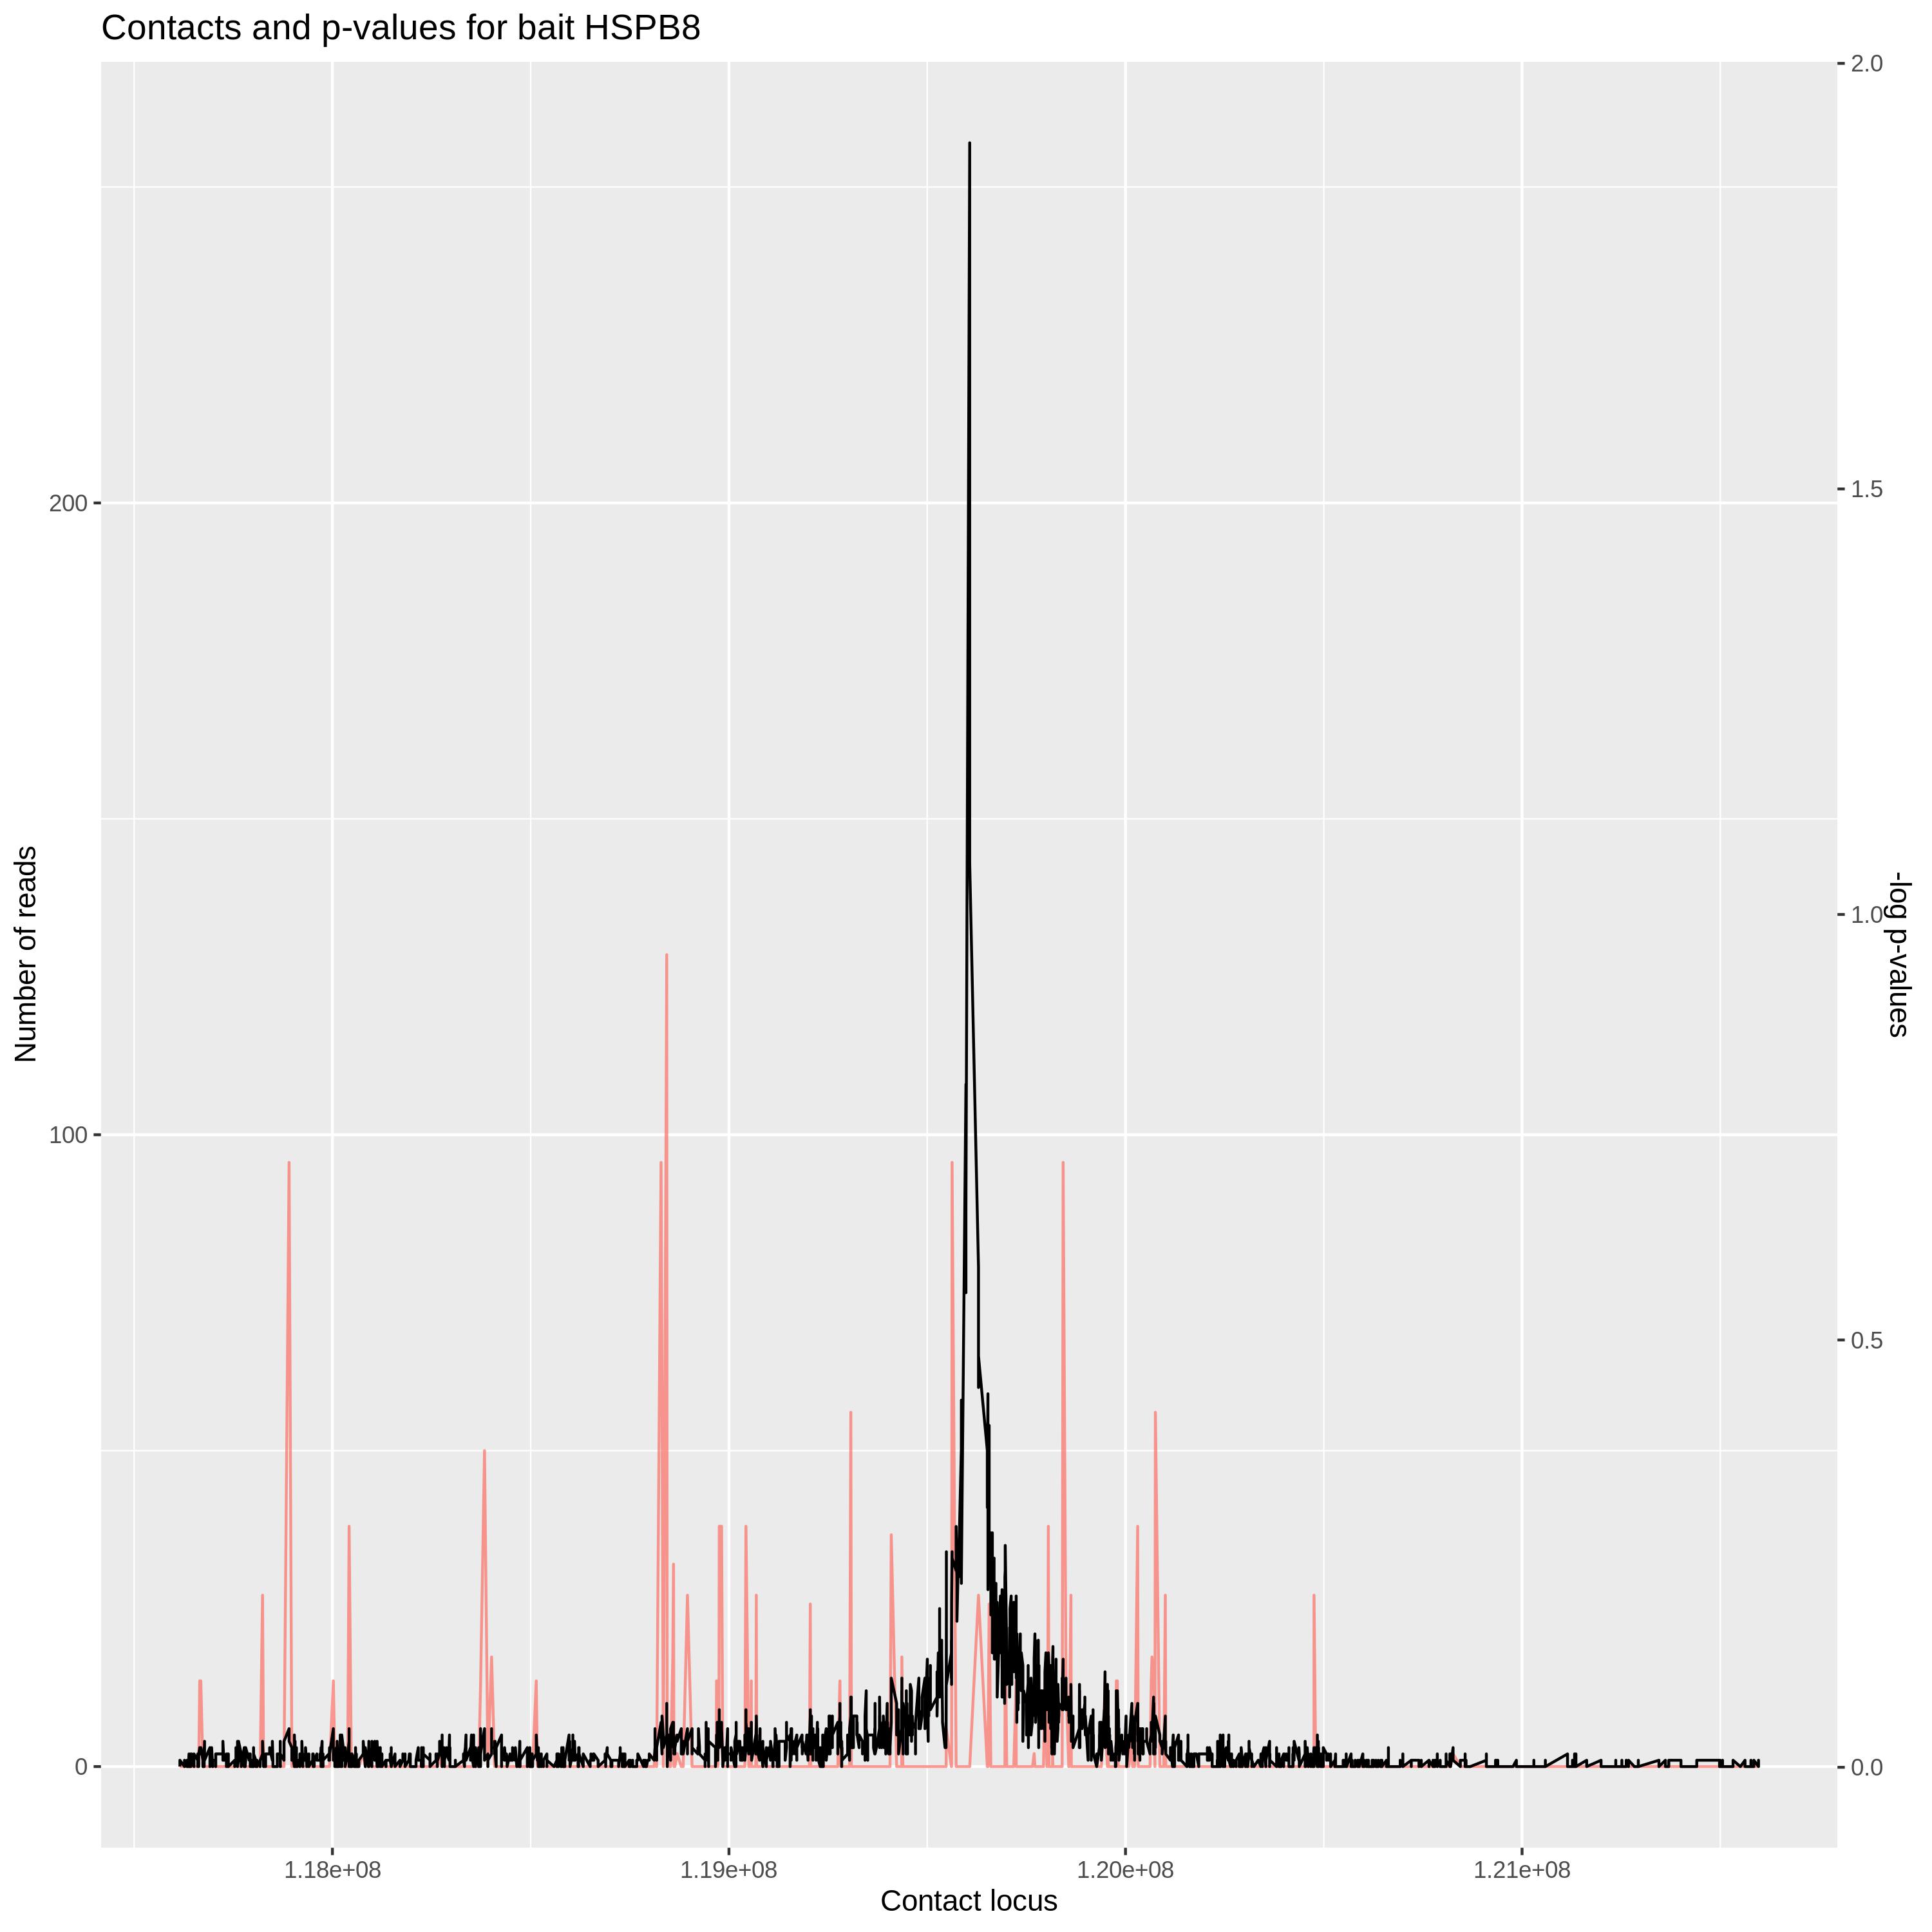 Contacts and p-values for bait HSPB8
2.0
200
1.5
1.0
Number of reads
-log p-values
100
0.5
0
0.0
1.18e+08
1.19e+08
1.20e+08
1.21e+08
Contact locus